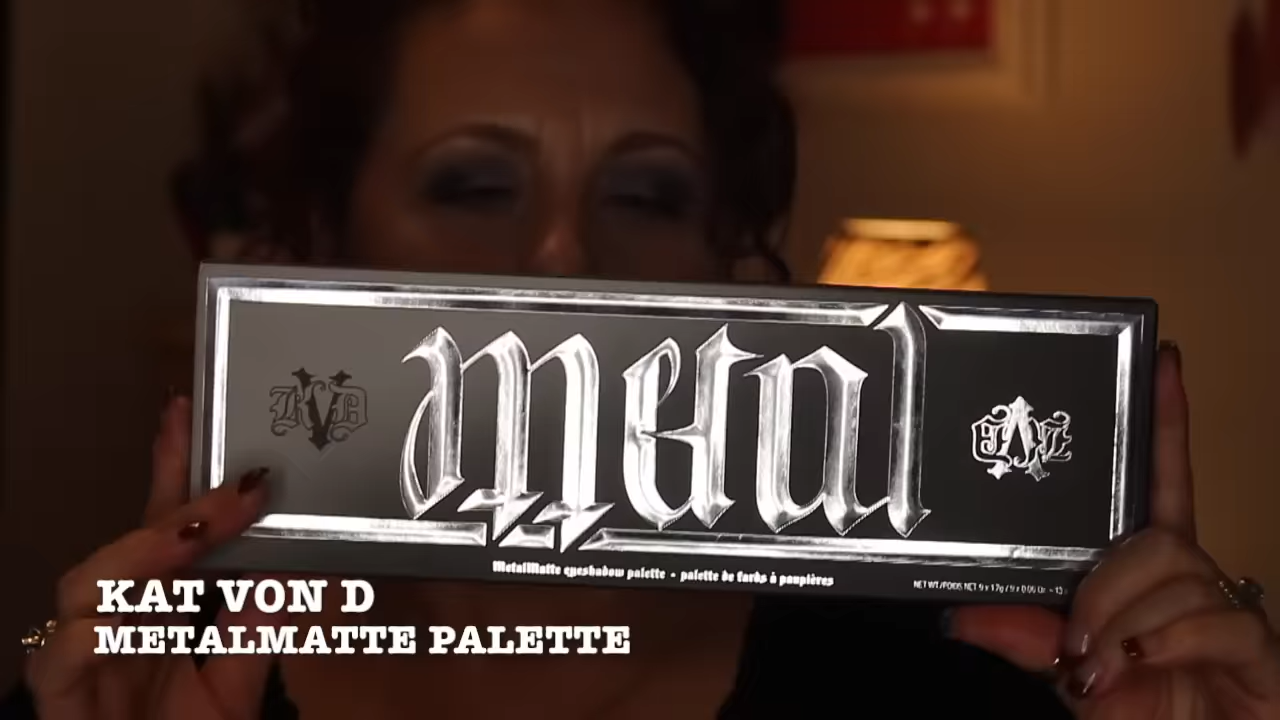 KVD
metal
KVD
MetalMatte eyeshadow palette • palette de fards à paupières
NET WT./POIDS NET
KAT VON D
METALMATTE PALETTE